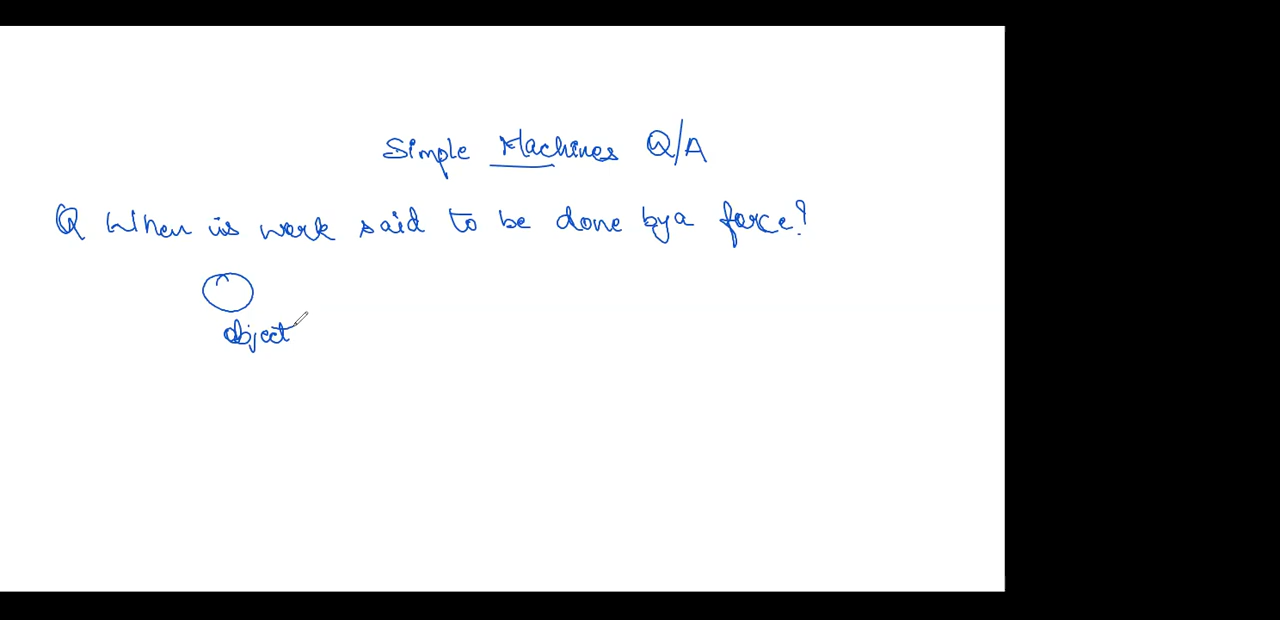 Simple Machines Q/A
Q When is work said to be done by a force?
object